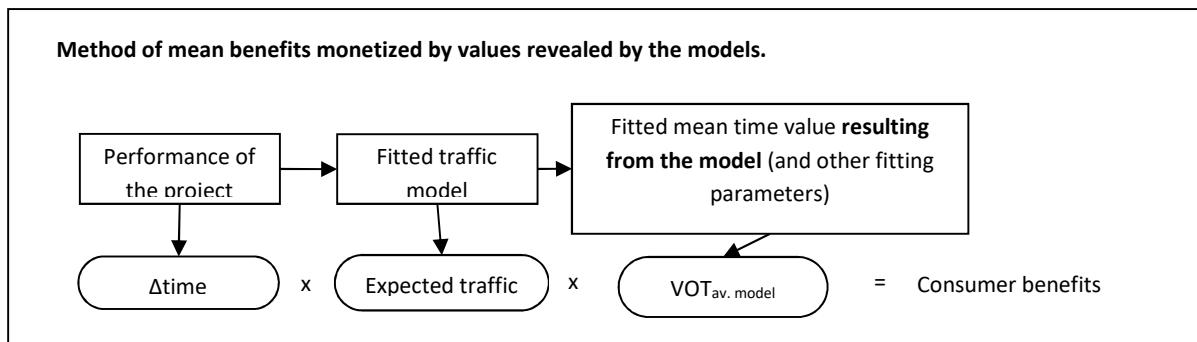 Method of mean benefits monetized by values revealed by the models.
Performance of
the project
Fitted traffic
model
Fitted mean time value resulting
from the model (and other fitting
parameters)
Δtime x Expected traffic x VOTav. model = Consumer benefits